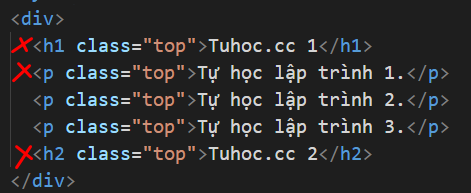 <div>
<h1 class="top">Tuhoc.cc 1</h1>
<p class="top">Tự học lập trình 1.</p>
<p class="top">Tự học lập trình 2.</p>
<p class="top">Tự học lập trình 3.</p>
<h2 class="top">Tuhoc.cc 2</h2>
</div>